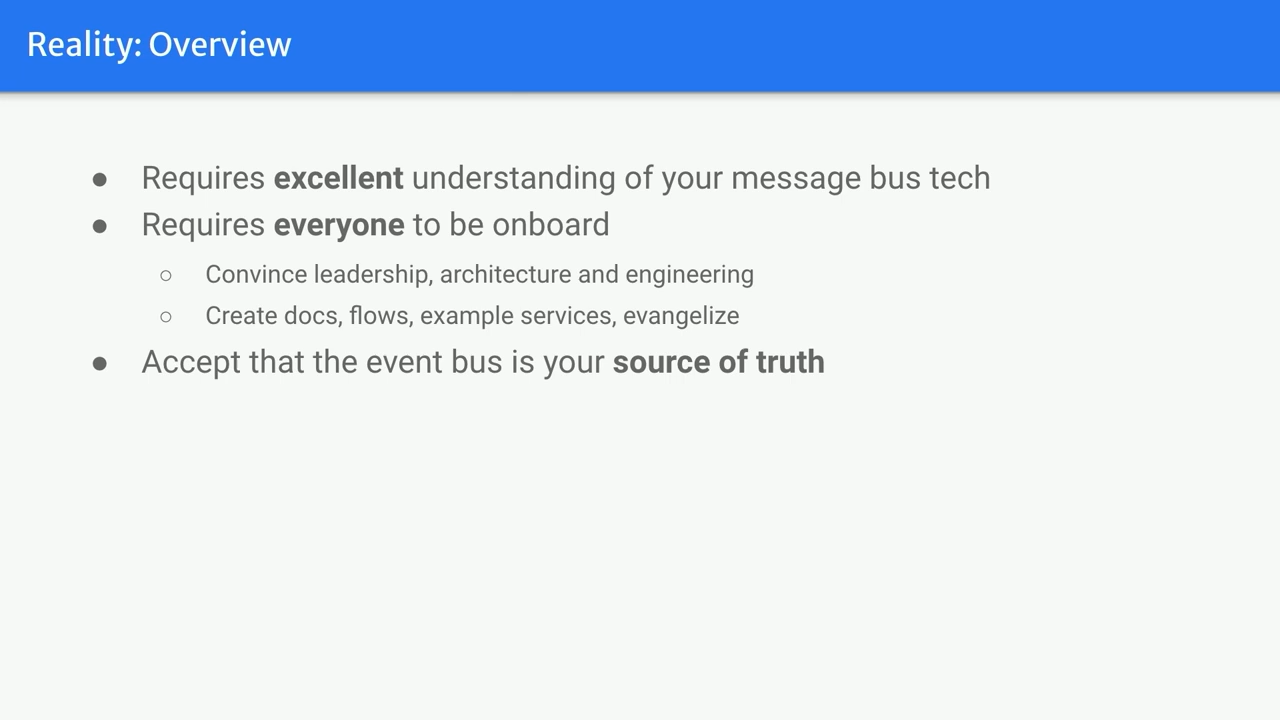 Reality: Overview
● Requires excellent understanding of your message bus tech
● Requires everyone to be onboard
○ Convince leadership, architecture and engineering
○ Create docs, flows, example services, evangelize
● Accept that the event bus is your source of truth